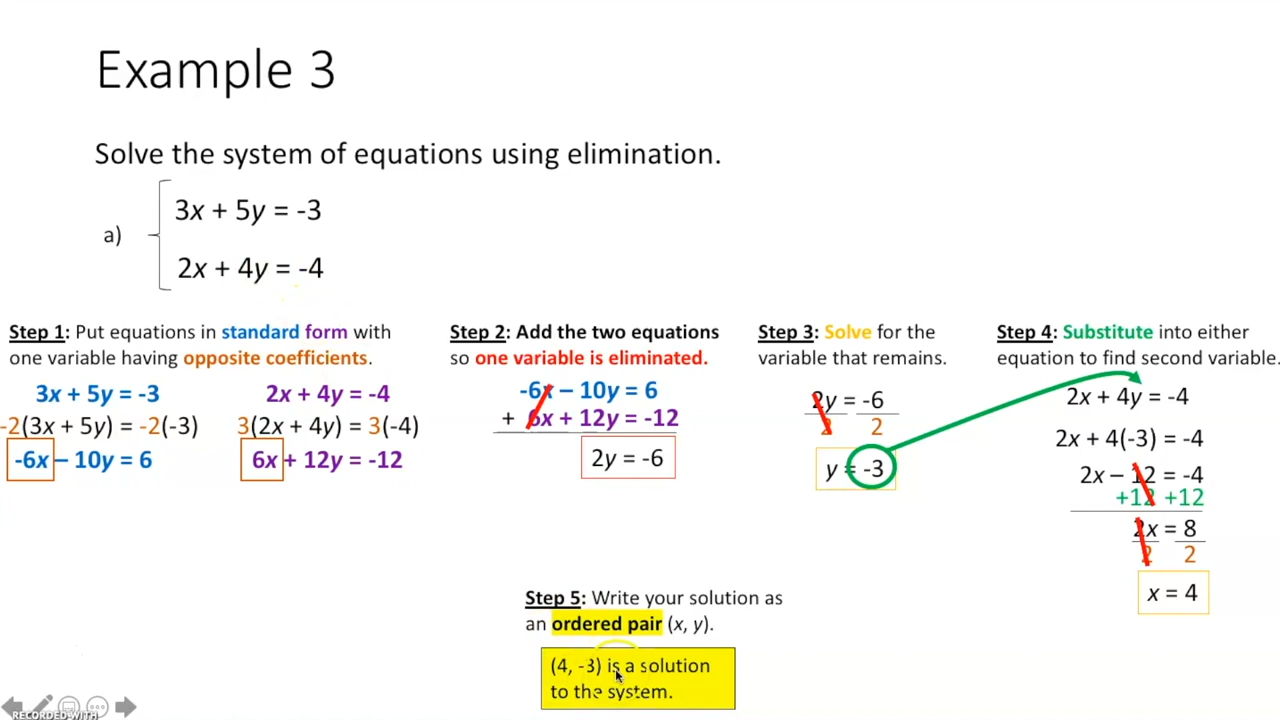 Example 3
Solve the system of equations using elimination.
a)
3x + 5y = -3
2x + 4y = -4
Step 1: Put equations in standard form with
one variable having opposite coefficients.
3x + 5y = -3
-2(3x + 5y) = -2(-3)
-6x – 10y = 6
2x + 4y = -4
3(2x + 4y) = 3(-4)
6x + 12y = -12
Step 2: Add the two equations
so one variable is eliminated.
-6x – 10y = 6
+ 6x + 12y = -12
2y = -6
Step 3: Solve for the
variable that remains.
2y = -6
2 2
y = -3
Step 4: Substitute into either
equation to find second variable.
2x + 4y = -4
2x + 4(-3) = -4
2x – 12 = -4
+12 +12
2x = 8
2 2
x = 4
Step 5: Write your solution as
an ordered pair (x, y).
(4, -3) is a solution
to the system.
RECORDED WITH